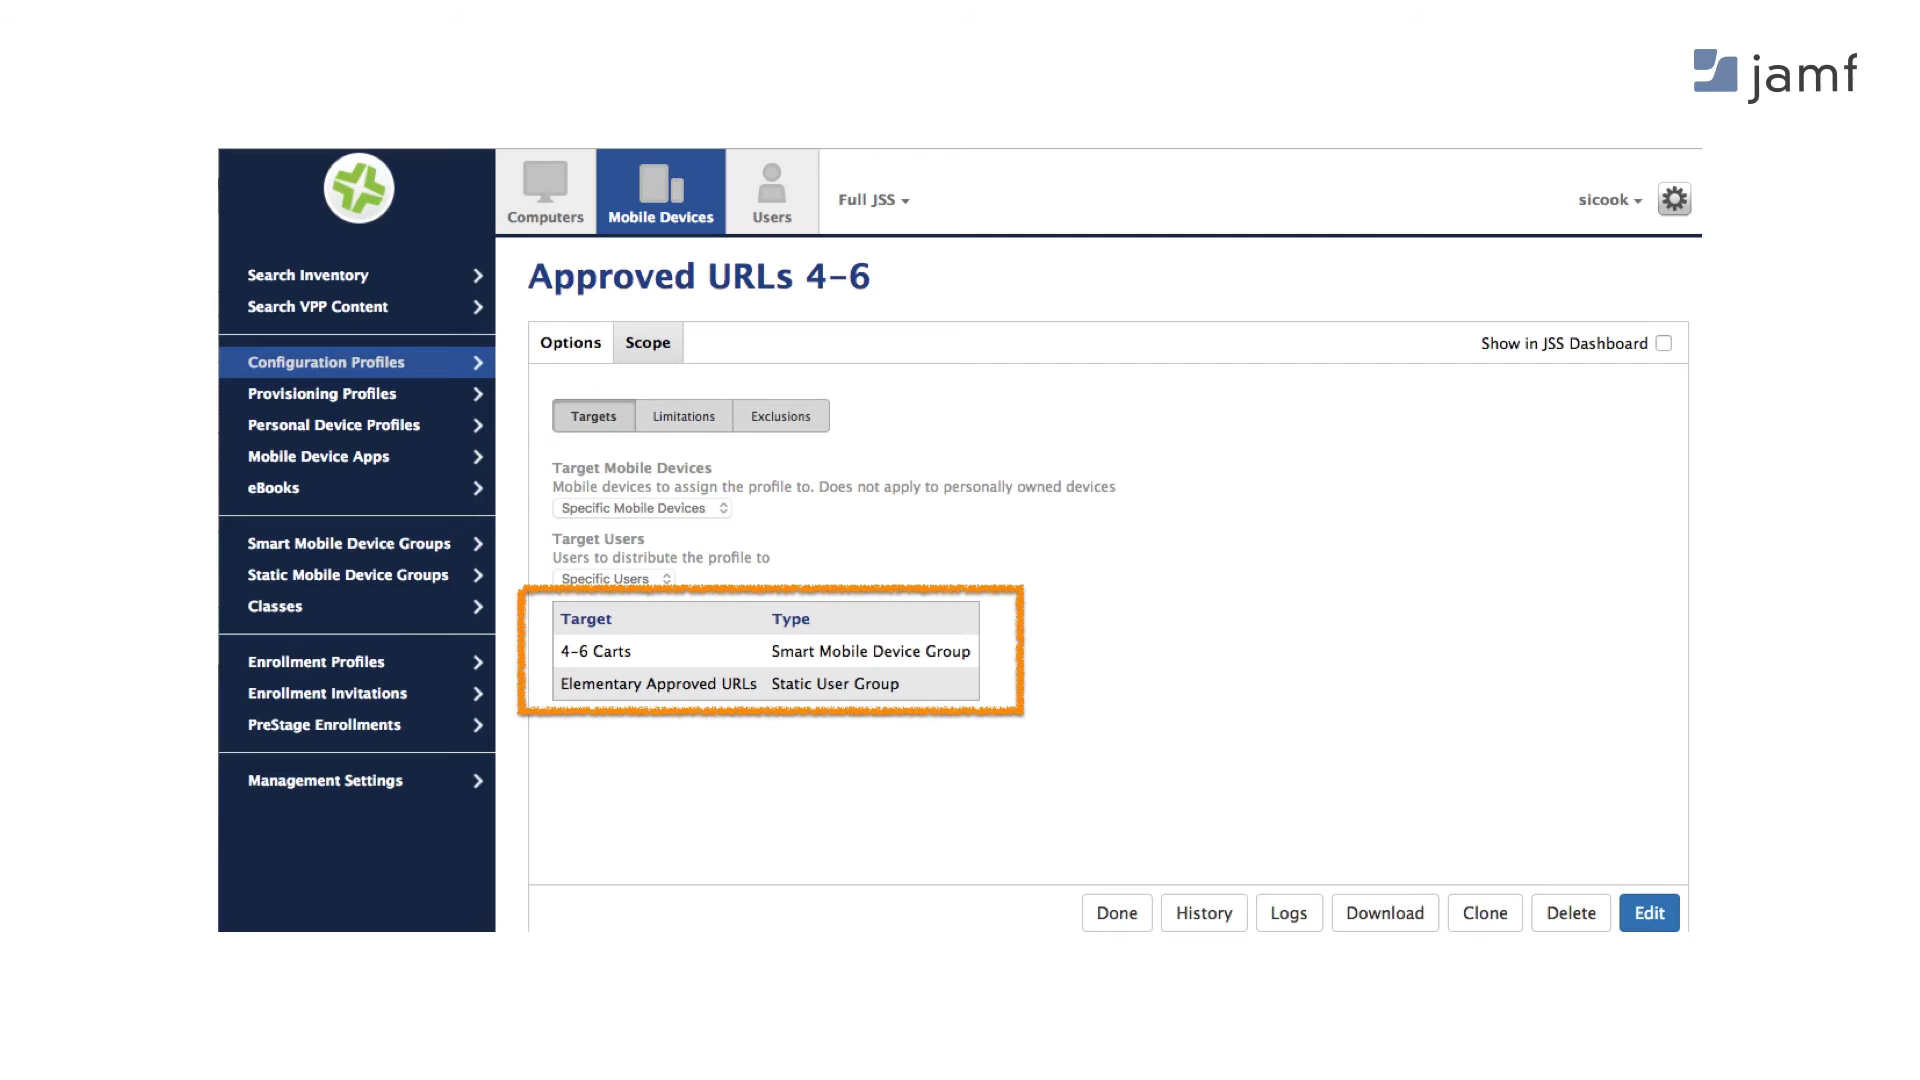 jamf
Computers
Mobile Devices
Users
Full JSS
sicook
Search Inventory
Search VPP Content
Configuration Profiles
Provisioning Profiles
Personal Device Profiles
Mobile Device Apps
eBooks
Smart Mobile Device Groups
Static Mobile Device Groups
Classes
Enrollment Profiles
Enrollment Invitations
PreStage Enrollments
Management Settings
Approved URLs 4-6
Options Scope
Show in JSS Dashboard
Targets Limitations Exclusions
Target Mobile Devices
Mobile devices to assign the profile to. Does not apply to personally owned devices
Specific Mobile Devices
Target Users
Users to distribute the profile to
Specific Users
Target Type
4-6 Carts Smart Mobile Device Group
Elementary Approved URLs Static User Group
Done History Logs Download Clone Delete Edit